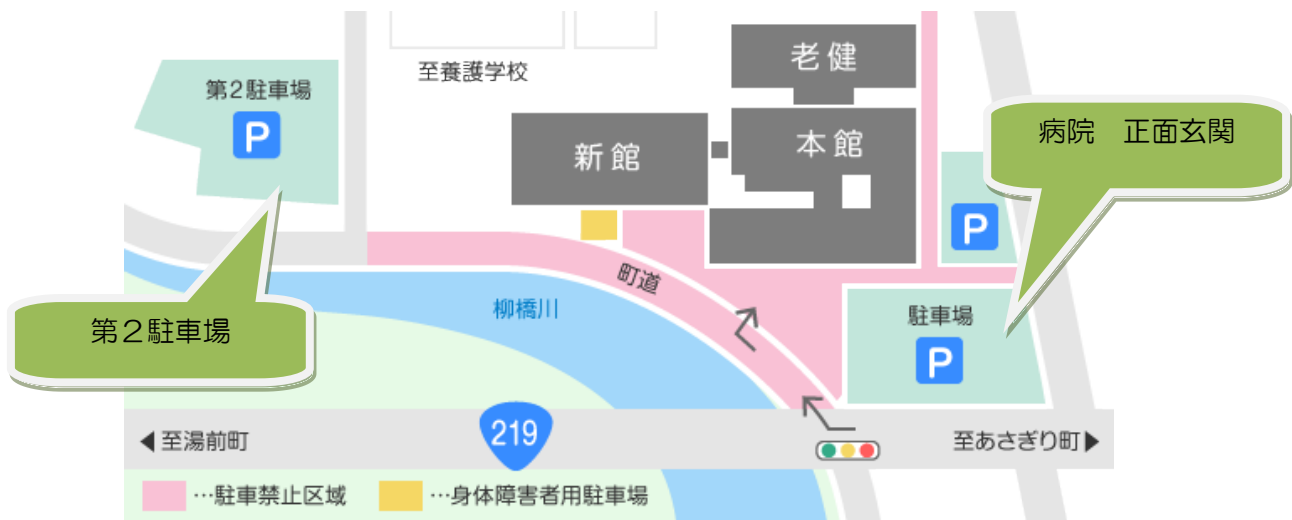 至養護学校
老健
第2駐車場
P
病院　正面玄関
新館
本館
P
町道
柳橋川
駐車場
P
第２駐車場
219
◀至湯前町
至あさぎり町▶
…駐車禁止区域
…身体障害者用駐車場